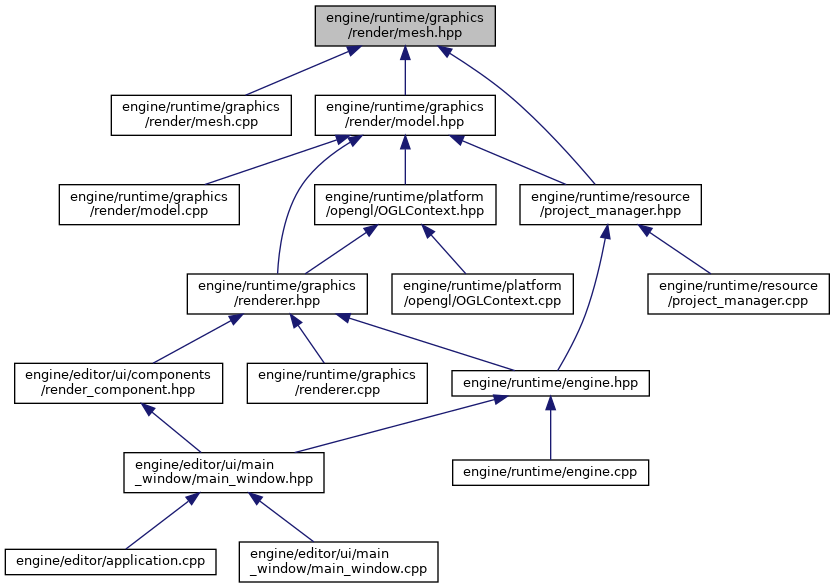 engine/runtime/graphics
/render/mesh.hpp
engine/runtime/graphics
/render/mesh.cpp
engine/runtime/graphics
/render/model.hpp
engine/runtime/graphics
/render/model.cpp
engine/runtime/platform
/opengl/OGLContext.hpp
engine/runtime/resource
/project_manager.hpp
engine/runtime/graphics
/renderer.hpp
engine/runtime/platform
/opengl/OGLContext.cpp
engine/runtime/resource
/project_manager.cpp
engine/editor/ui/components
/render_component.hpp
engine/runtime/graphics
/renderer.cpp
engine/runtime/engine.hpp
engine/editor/ui/main
_window/main_window.hpp
engine/runtime/engine.cpp
engine/editor/application.cpp
engine/editor/ui/main
_window/main_window.cpp